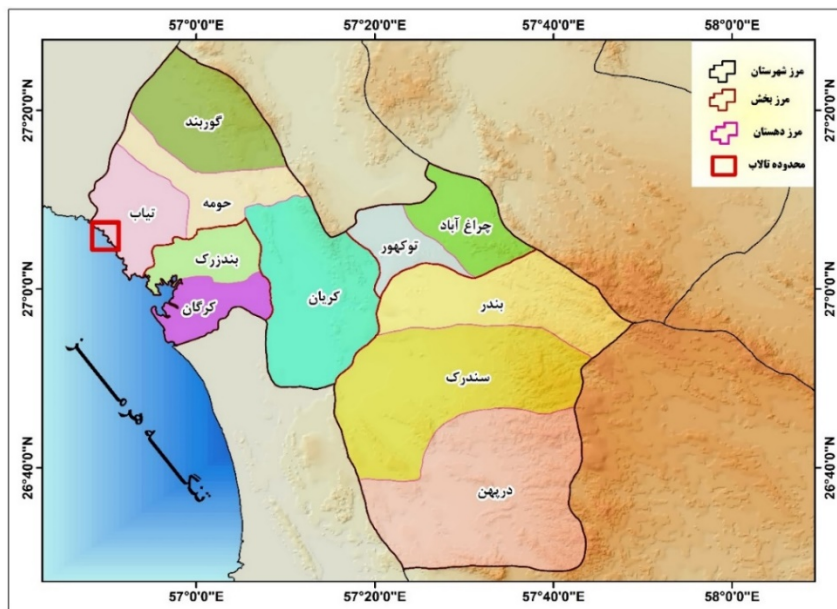 57°0'0"E
57°20'0"E
57°40'0"E
58°0'0"E
27°20'0"N
27°0'0"N
26°40'0"N
مرز شهرستان
مرز بخش
مرز دهستان
محدوده تالاب
گوربند
حومه
تیاب
چراغ آباد
توکهور
بندزرک
کرگان
کریان
بندر
سندرک
درپهن
تنگه هرمز
27°20'0"N
27°0'0"N
26°40'0"N
57°0'0"E
57°20'0"E
57°40'0"E
58°0'0"E